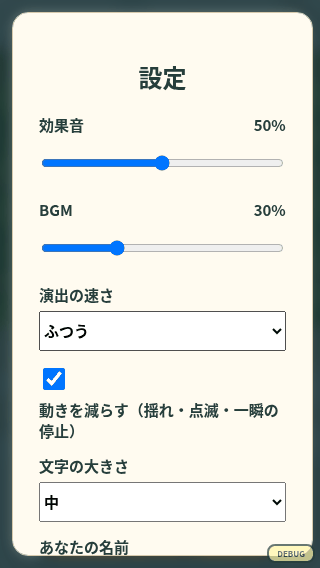 設定
効果音 50%
BGM 30%
演出の速さ
ふつう
動きを減らす（揺れ・点滅・一瞬の
停止）
文字の大きさ
中
あなたの名前
DEBUG